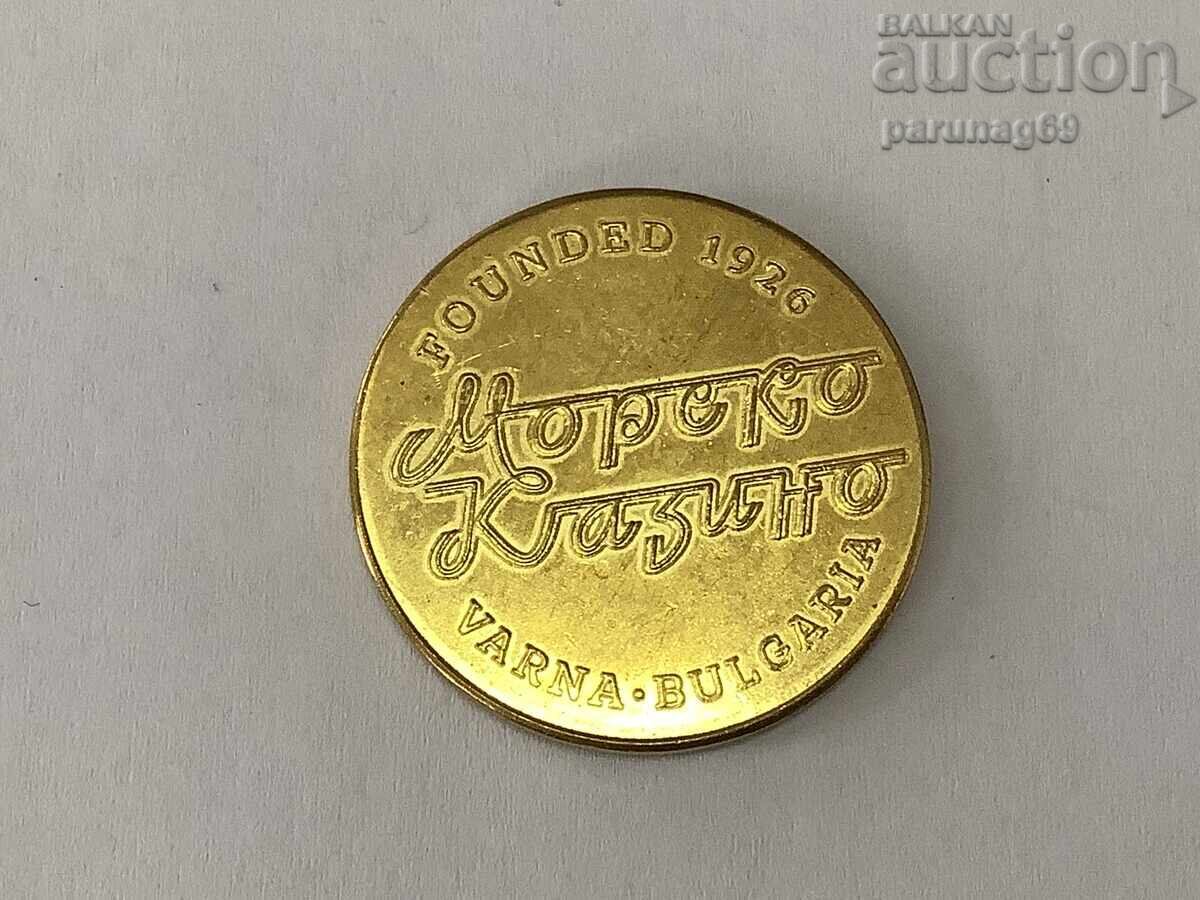 BALKAN
auction
parunag69
FOUNDED 1926
Морско
Казино
VARNA • BULGARIA